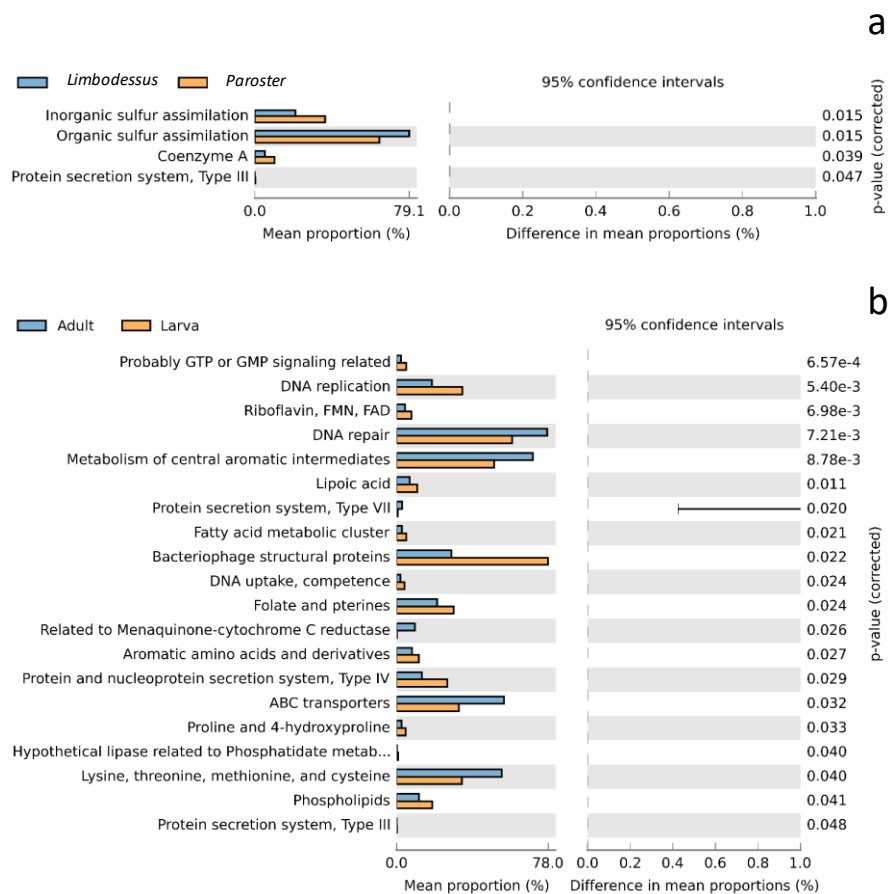 a
Limbodessus Paroster 95% confidence intervals
Inorganic sulfur assimilation 0.015
Organic sulfur assimilation 0.015
Coenzyme A 0.039
Protein secretion system, Type III 0.047
p-value (corrected)
0.0 79.1 0.0 0.2 0.4 0.6 0.8 1.0
Mean proportion (%) Difference in mean proportions (%)
b
Adult Larva 95% confidence intervals
Probably GTP or GMP signaling related 6.57e-4
DNA replication 5.40e-3
Riboflavin, FMN, FAD 6.98e-3
DNA repair 7.21e-3
Metabolism of central aromatic intermediates 8.78e-3
Lipoic acid 0.011
Protein secretion system, Type VII 0.020
Fatty acid metabolic cluster 0.021
Bacteriophage structural proteins 0.022
DNA uptake, competence 0.024
Folate and pterines 0.024
Related to Menaquinone-cytochrome C reductase 0.026
Aromatic amino acids and derivatives 0.027
Protein and nucleoprotein secretion system, Type IV 0.029
ABC transporters 0.032
Proline and 4-hydroxyproline 0.033
Hypothetical lipase related to Phosphatidate metab... 0.040
Lysine, threonine, methionine, and cysteine 0.040
Phospholipids 0.041
Protein secretion system, Type III 0.048
p-value (corrected)
0.0 78.0 0.0 0.2 0.4 0.6 0.8 1.0
Mean proportion (%) Difference in mean proportions (%)